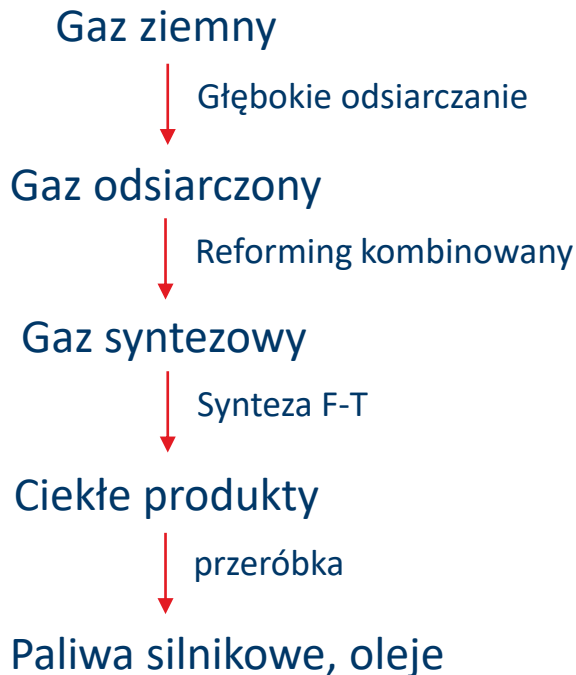 Gaz ziemny
Głębokie odsiarczanie
Gaz odsiarczony
Reforming kombinowany
Gaz syntezowy
Synteza F-T
Ciekłe produkty
przeróbka
Paliwa silnikowe, oleje